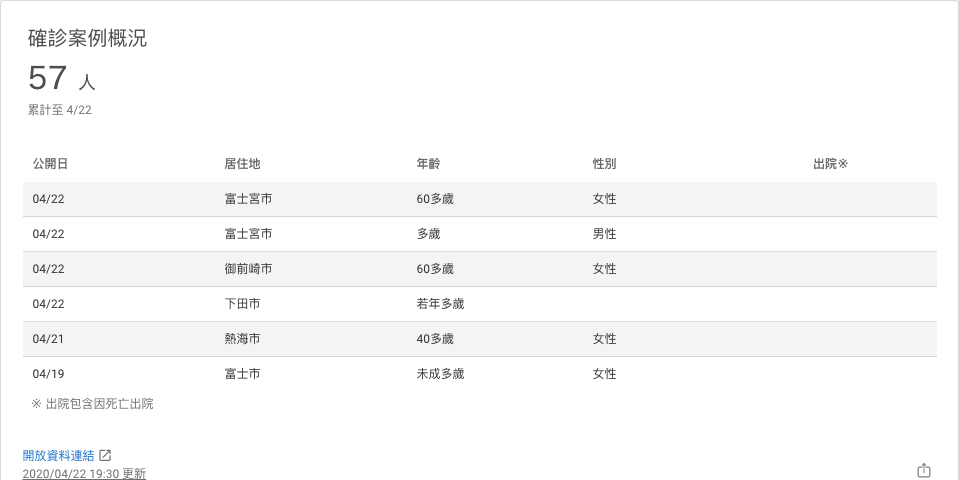 確診案例概況
57 人
累計至 4/22
公開日 居住地 年齡 性別 出院※
04/22 富士宮市 60多歲 女性
04/22 富士宮市 多歲 男性
04/22 御前崎市 60多歲 女性
04/22 下田市 若年多歲
04/21 熱海市 40多歲 女性
04/19 富士市 未成多歲 女性
※ 出院包含因死亡出院
開放資料連結
2020/04/22 19:30 更新